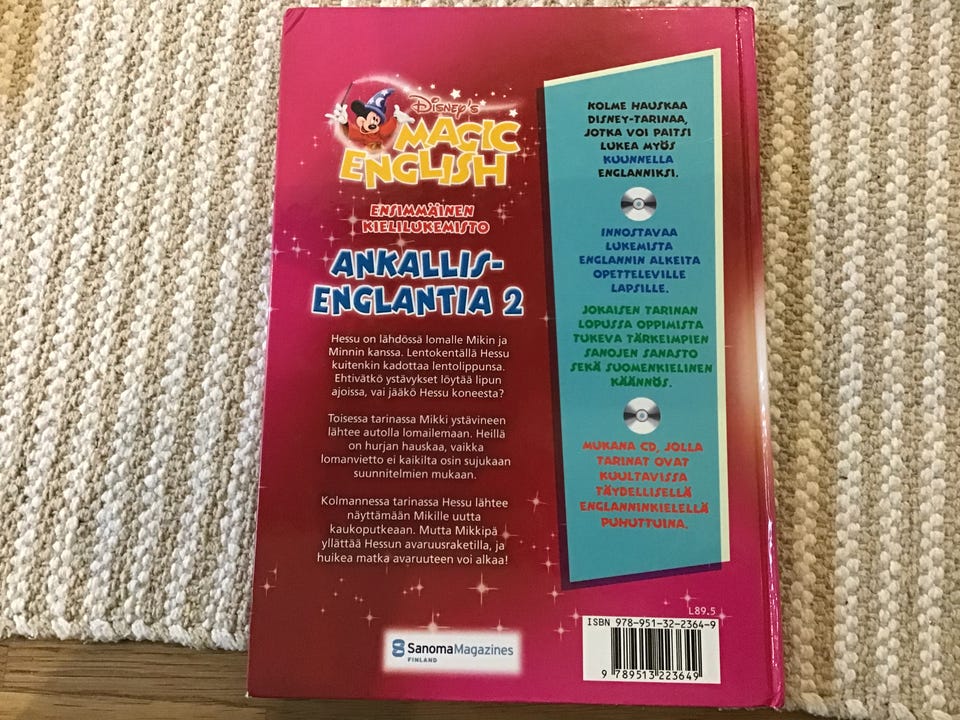 Disney's
MAGIC
ENGLISH
ENSIMMÄINEN
KIELILUKEMISTO
ANKALLIS-
ENGLANTIA 2
Hessu on lähdössä lomalle Mikin ja
Minnin kanssa. Lentokentällä Hessu
kuitenkin kadottaa lentolippunsa.
Ehtivätkö ystävykset löytää lipun
ajoissa, vai jääkö Hessu koneesta?
Toisessa tarinassa Mikki ystävineen
lähtee autolla lomailemaan. Heillä
on hurjan hauskaa, vaikka
lomanvietto ei kaikilta osin sujukaan
suunnitelmien mukaan.
Kolmannessa tarinassa Hessu lähtee
näyttämään Mikille uutta
kaukoputkeaan. Mutta Mikkipä
yllättää Hessun avaruusraketilla, ja
huikea matka avaruuteen voi alkaa!
SanomaMagazines
FINLAND
KOLME HAUSKAA
DISNEY-TARINAA,
JOTKA VOI PAITSI
LUKEA MYÖS
KUUNNELLA
ENGLANNIKSI.
INNOSTAVAA
LUKEMISTA
ENGLANNIN ALKEITA
OPETTELEVILLE
LAPSILLE.
JOKAISEN TARINAN
LOPUSSA OPPIMISTA
TUKEVA TÄRKEIMPIEN
SANOJEN SANASTO
SEKÄ SUOMENKIELINEN
KÄÄNNÖS.
MUKANA CD, JOLLA
TARINAT OVAT
KUULTAVISSA
TÄYDELLISELLÄ
ENGLANNINKIELELLÄ
PUHUTTUINA.
L89.5
ISBN 978-951-32-2364-9
9 789513 223649